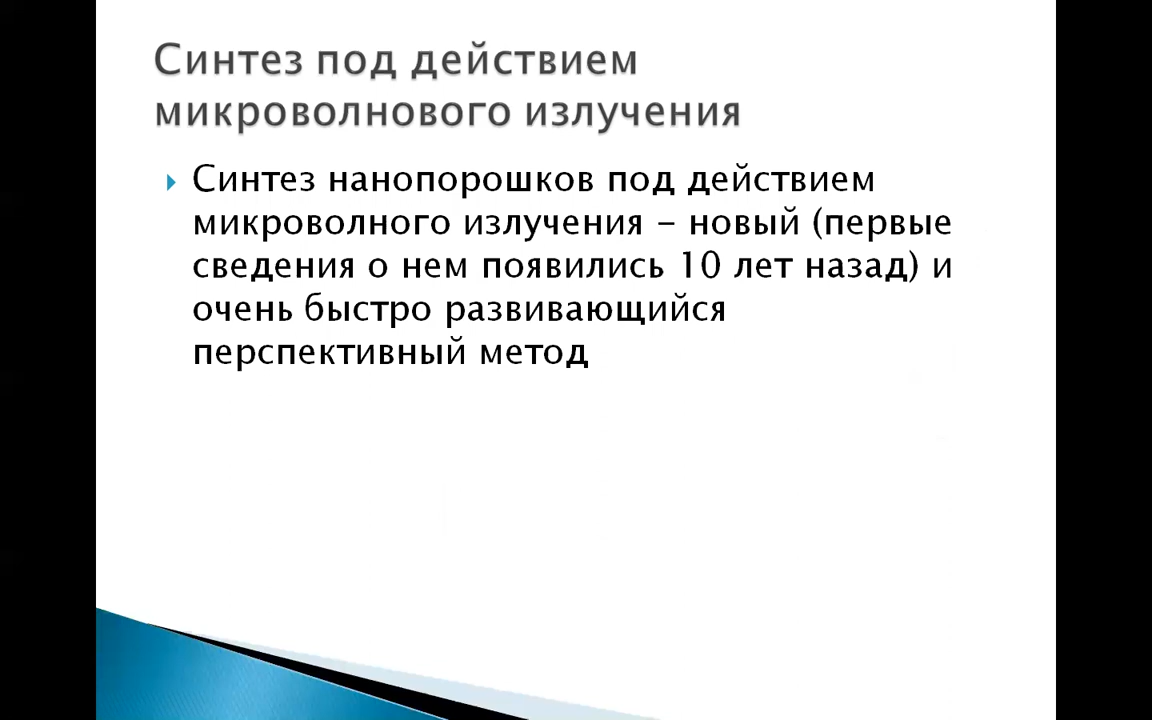 Синтез под действием
микроволнового излучения
Синтез нанопорошков под действием
микроволного излучения – новый (первые
сведения о нем появились 10 лет назад) и
очень быстро развивающийся
перспективный метод